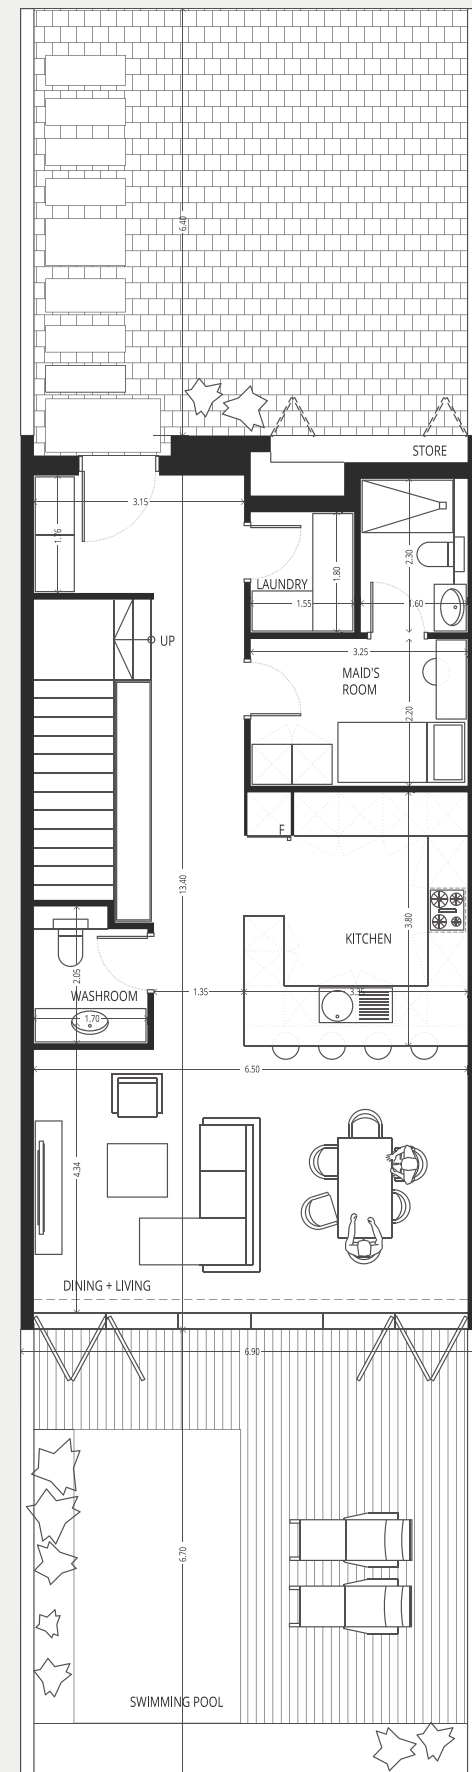 6.40
STORE
3.15
1.76
2.30
LAUNDRY
1.80
1.55
1.60
UP
3.25
MAID'S
ROOM
2.20
F
13.40
3.80
KITCHEN
2.05
WASHROOM
1.35
1.70
6.50
4.34
DINING + LIVING
6.90
6.70
SWIMMING POOL